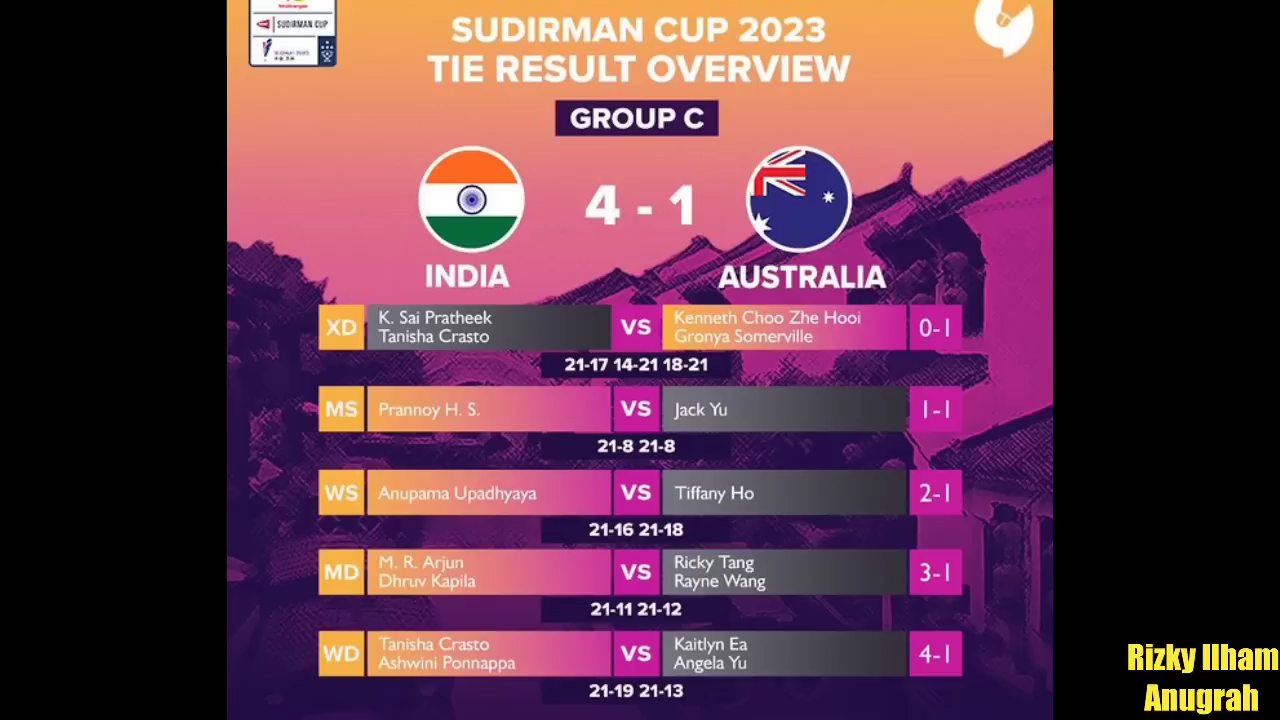 SUDIRMAN CUP
SUDIRMAN CUP 2023
TIE RESULT OVERVIEW
GROUP C
4 - 1
INDIA
AUSTRALIA
XD
K. Sai Pratheek
Tanisha Crasto
VS
Kenneth Choo Zhe Hooi
Gronya Somerville
0-1
21-17 14-21 18-21
MS
Prannoy H. S.
VS
Jack Yu
1-1
21-8 21-8
WS
Anupama Upadhyaya
VS
Tiffany Ho
2-1
21-16 21-18
MD
M. R. Arjun
Dhruv Kapila
VS
Ricky Tang
Rayne Wang
3-1
21-11 21-12
WD
Tanisha Crasto
Ashwini Ponnappa
VS
Kaitlyn Ea
Angela Yu
4-1
21-19 21-13
Rizky Ilham
Anugrah